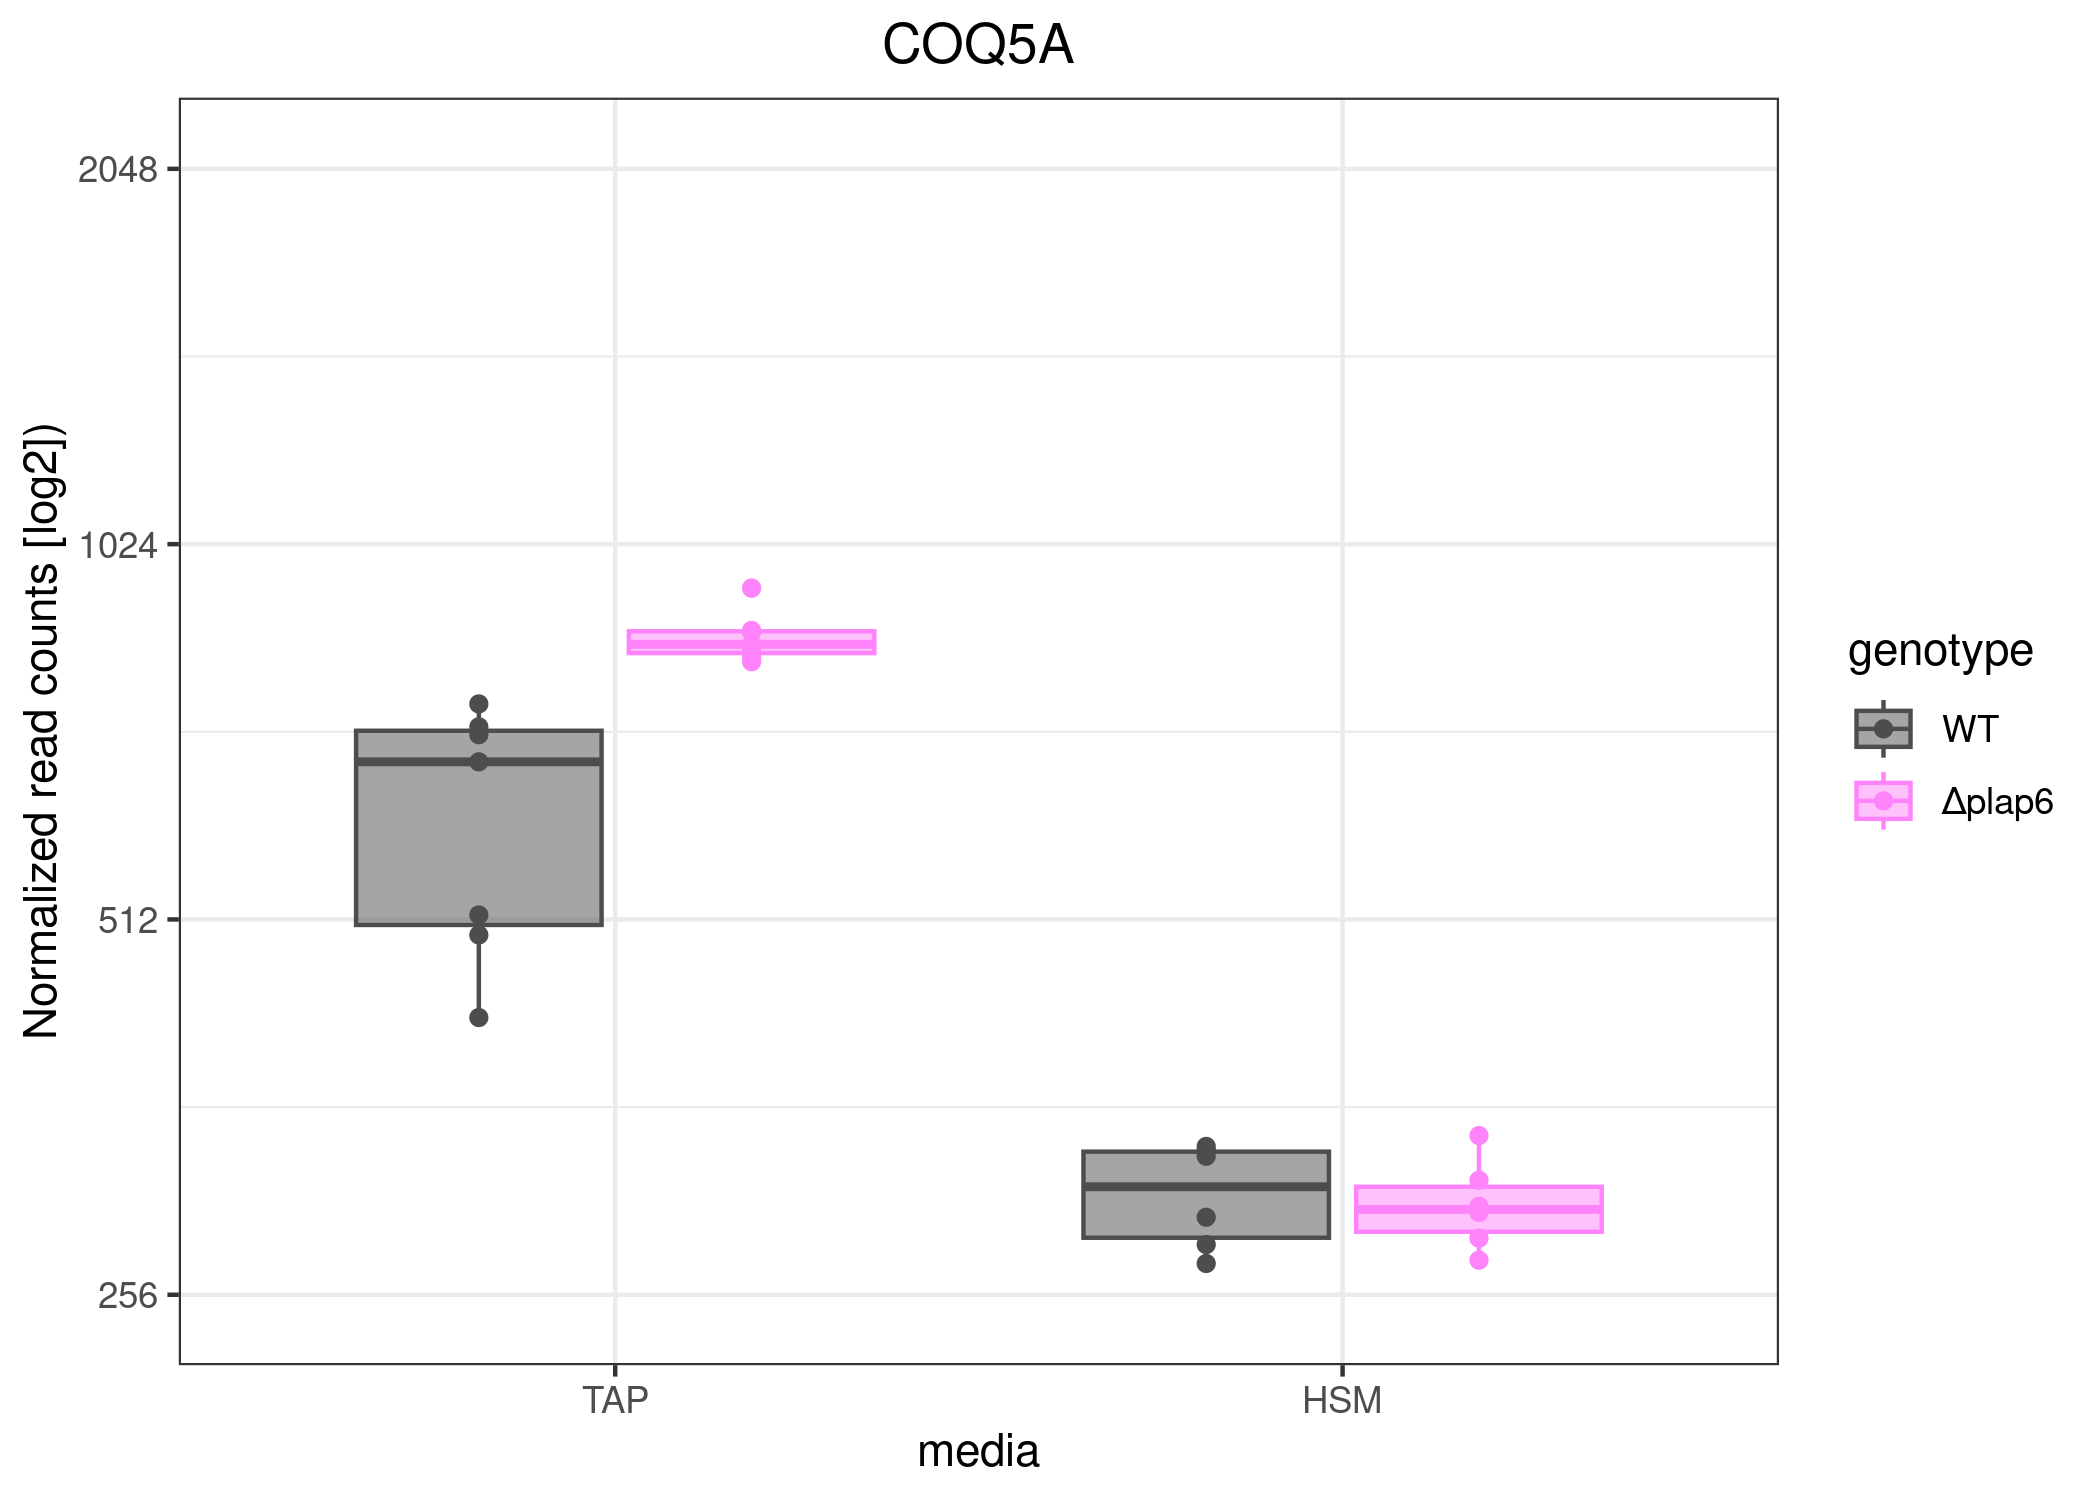 COQ5A
Normalized read counts [log2])
2048
1024
512
256
TAP
HSM
media
genotype
WT
Δplap6